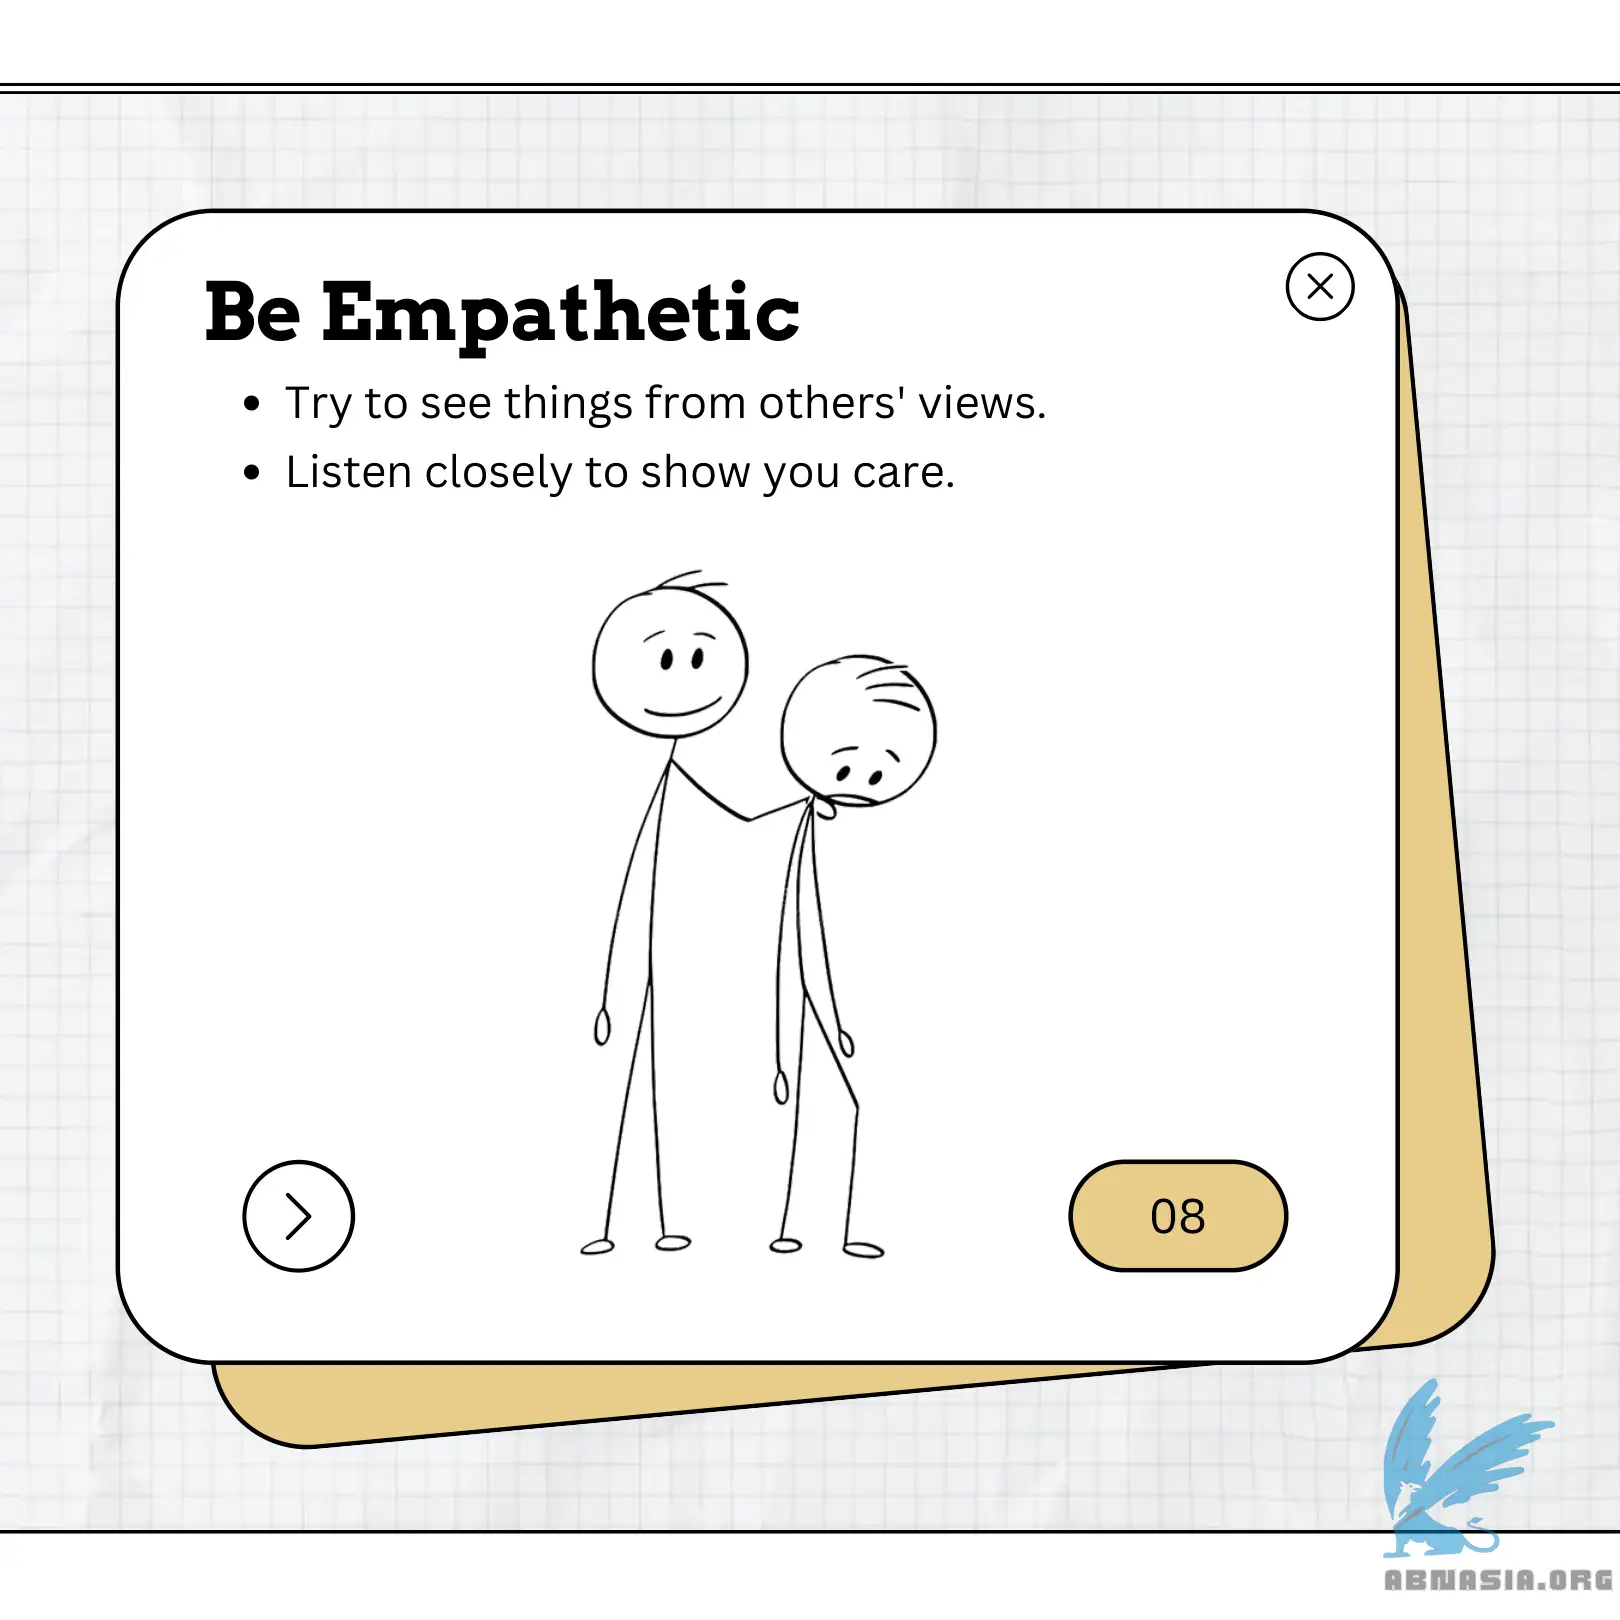 Be Empathetic
Try to see things from others' views.
Listen closely to show you care.
08
ABNASIA.ORG